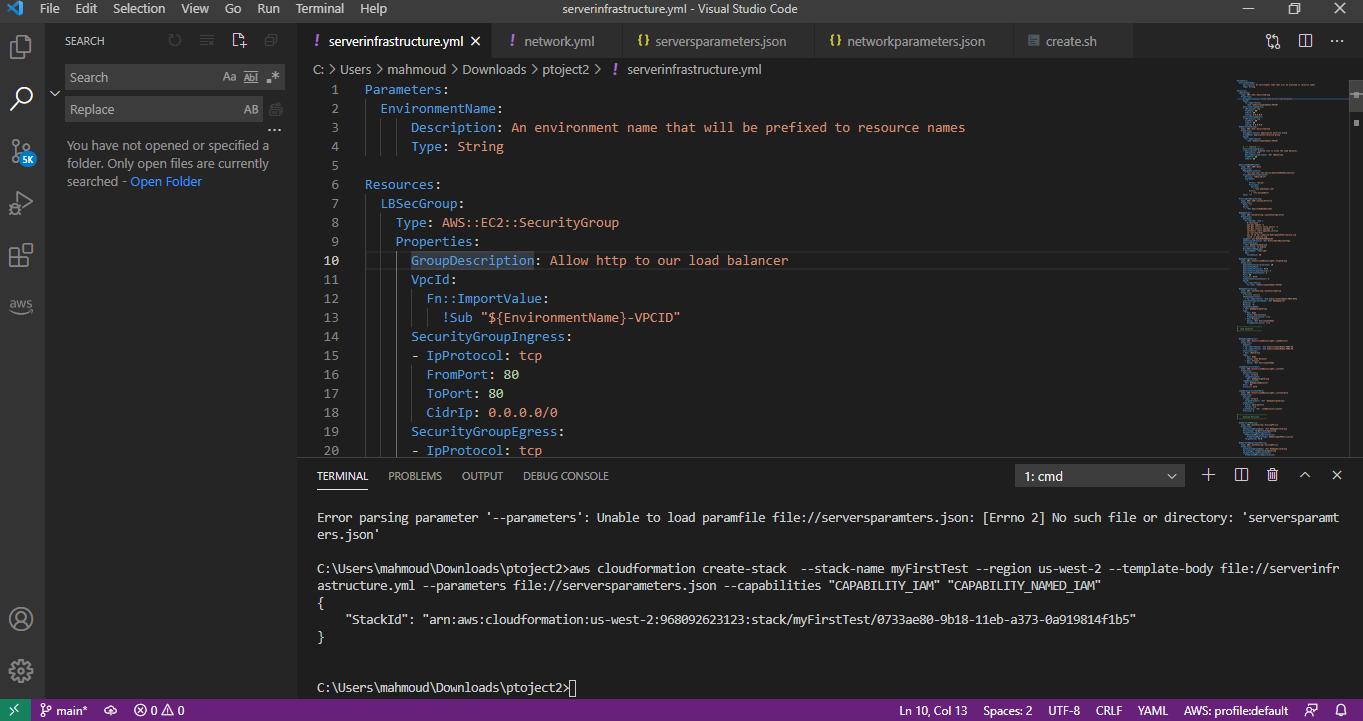 File Edit Selection View Go Run Terminal Help serverinfrastructure.yml - Visual Studio Code
SEARCH
Search Aa Abl .*
Replace AB
...
You have not opened or specified a
folder. Only open files are currently
searched - Open Folder
5K
aws
! serverinfrastructure.yml × ! network.yml {} serversparameters.json {} networkparameters.json create.sh ...
C: > Users > mahmoud > Downloads > ptoject2 > ! serverinfrastructure.yml
1 Parameters:
2 EnvironmentName:
3 Description: An environment name that will be prefixed to resource names
4 Type: String
5
6 Resources:
7 LBSecGroup:
8 Type: AWS::EC2::SecurityGroup
9 Properties:
10 GroupDescription: Allow http to our load balancer
11 VpcId:
12 Fn::ImportValue:
13 !Sub "${EnvironmentName}-VPCID"
14 SecurityGroupIngress:
15 - IpProtocol: tcp
16 FromPort: 80
17 ToPort: 80
18 CidrIp: 0.0.0.0/0
19 SecurityGroupEgress:
20 - IpProtocol: tcp
TERMINAL PROBLEMS OUTPUT DEBUG CONSOLE 1: cmd
Error parsing parameter '--parameters': Unable to load paramfile file://serversparamters.json: [Errno 2] No such file or directory: 'serversparamt
ers.json'
C:\Users\mahmoud\Downloads\ptoject2>aws cloudformation create-stack  --stack-name myFirstTest --region us-west-2 --template-body file://serverinfr
astructure.yml --parameters file://serversparameters.json --capabilities "CAPABILITY_IAM" "CAPABILITY_NAMED_IAM"
{
"StackId": "arn:aws:cloudformation:us-west-2:968092623123:stack/myFirstTest/0733ae80-9b18-11eb-a373-0a919814f1b5"
}
C:\Users\mahmoud\Downloads\ptoject2>
main* 0 0 Ln 10, Col 13 Spaces: 2 UTF-8 CRLF YAML AWS: profile:default